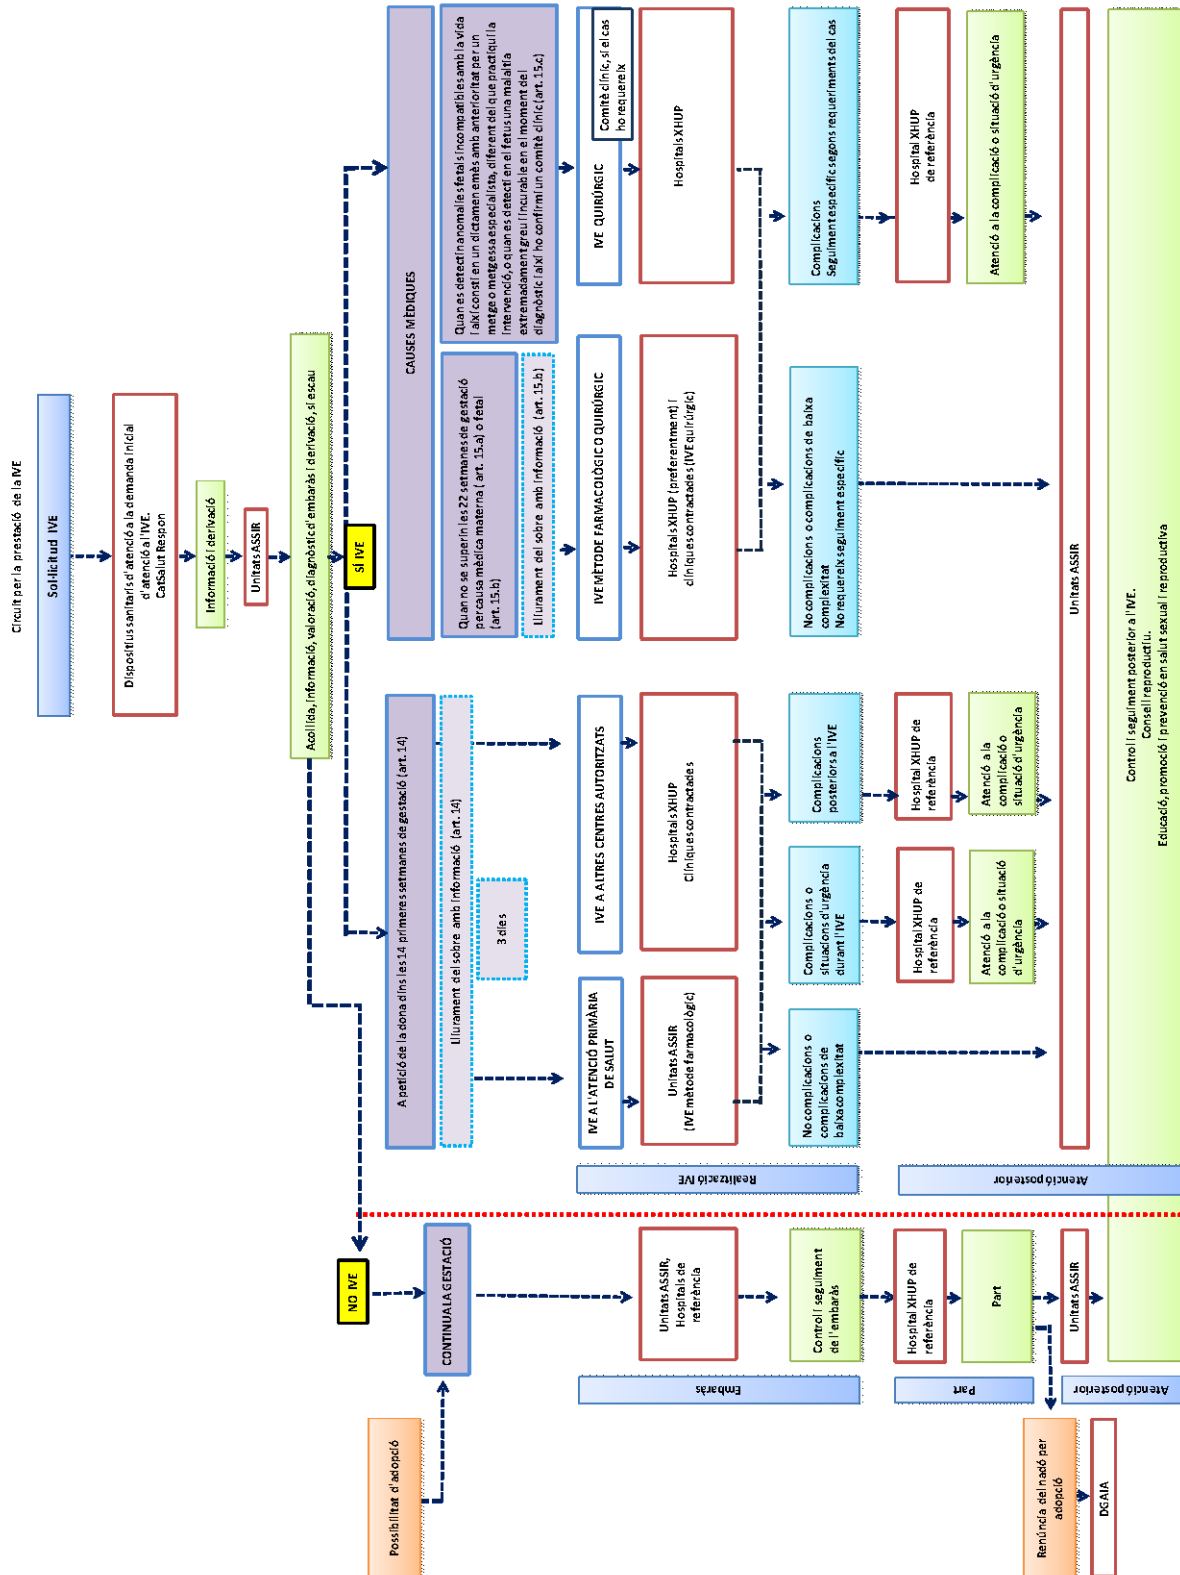 Circuit per la prestació de la IVE
Sol·licitud IVE
Dispositius sanitaris d'atenció a la demanda inicial
d'atenció a l'IVE.
CatSalut Respon
Informació i derivació
Unitats ASSIR
Acollida, informació, valoració, diagnòstic d'embaràs i derivació, si escau
SÍ IVE
NO IVE
Possibilitat d'adopció
CONTINUA LA GESTACIÓ
A petició de la dona dins les 14 primeres setmanes de gestació (art. 14)
Lliurament del sobre amb informació (art. 14)
3 dies
CAUSES MÈDIQUES
Quan no se superin les 22 setmanes de gestació
per causa mèdica materna (art. 15.a) o fetal
(art. 15.b)
Lliurament del sobre amb informació (art. 15.b)
Quan es detectin anomalies fetals incompatibles amb la vida
i així consti en un dictamen emès amb anterioritat per un
metge o metgessa especialista, diferent del que practiqui la
intervenció, o quan es detecti en el fetus una malaltia
extremadament greu i incurable en el moment del
diagnòstic i així ho confirmi un comitè clínic (art. 15.c)
Embaràs
Realització IVE
IVE A L'ATENCIÓ PRIMÀRIA
DE SALUT
IVE A ALTRES CENTRES AUTORITZATS
IVE MÈTODE FARMACOLÒGIC O QUIRÚRGIC
IVE QUIRÚRGIC
Comitè clínic, si el cas
ho requereix
Unitats ASSIR,
Hospitals de
referència
Unitats ASSIR
(IVE mètode farmacològic)
Hospitals XHUP
Clíniques contractades
Hospitals XHUP (preferentment) i
clíniques contractades (IVE quirúrgic)
Hospitals XHUP
Control i seguiment
de l'embaràs
No complicacions o
complicacions de
baixa complexitat
Complicacions o
situacions d'urgència
durant l'IVE
Complicacions
posteriors a l'IVE
No complicacions o complicacions de baixa
complexitat
No requereix seguiment específic
Complicacions
Seguiment específic segons requeriments del cas
Part
Atenció posterior
Hospital XHUP de
referència
Hospital XHUP de
referència
Hospital XHUP de
referència
Hospital XHUP
de referència
Part
Atenció a la
complicació o situació
d'urgència
Atenció a la
complicació o
situació d'urgència
Atenció a la complicació o situació d'urgència
Renúncia del nadó per
adopció
DGAIA
Atenció posterior
Unitats ASSIR
Unitats ASSIR
Control i seguiment posterior a l'IVE.
Consell reproductiu.
Educació, promoció i prevenció en salut sexual i reproductiva